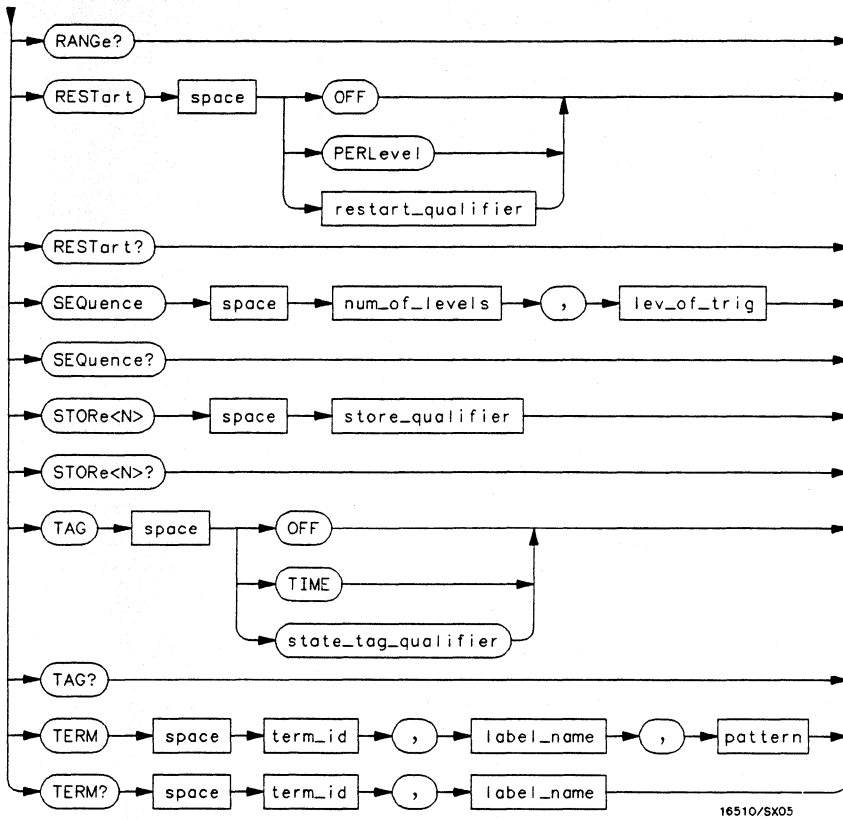 RANGe?
RESTart space OFF
PERLevel
restart_qualifier
RESTart?
SEQuence space num_of_levels , lev_of_trig
SEQuence?
STORe<N> space store_qualifier
STORe<N>?
TAG space OFF
TIME
state_tag_qualifier
TAG?
TERM space term_id , label_name , pattern
TERM? space term_id , label_name
16510/SX05